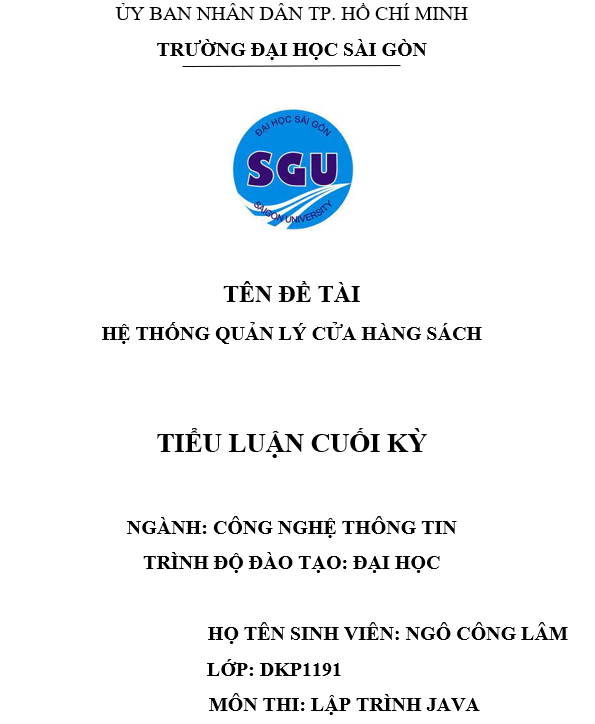 ỦY BAN NHÂN DÂN TP. HỒ CHÍ MINH
TRƯỜNG ĐẠI HỌC SÀI GÒN
ĐẠI HỌC SÀI GÒN
SGU
SAIGON UNIVERSITY
TÊN ĐỀ TÀI
HỆ THỐNG QUẢN LÝ CỬA HÀNG SÁCH
TIỂU LUẬN CUỐI KỲ
NGÀNH: CÔNG NGHỆ THÔNG TIN
TRÌNH ĐỘ ĐÀO TẠO: ĐẠI HỌC
HỌ TÊN SINH VIÊN: NGÔ CÔNG LÂM
LỚP: DKP1191
MÔN THI: LẬP TRÌNH JAVA